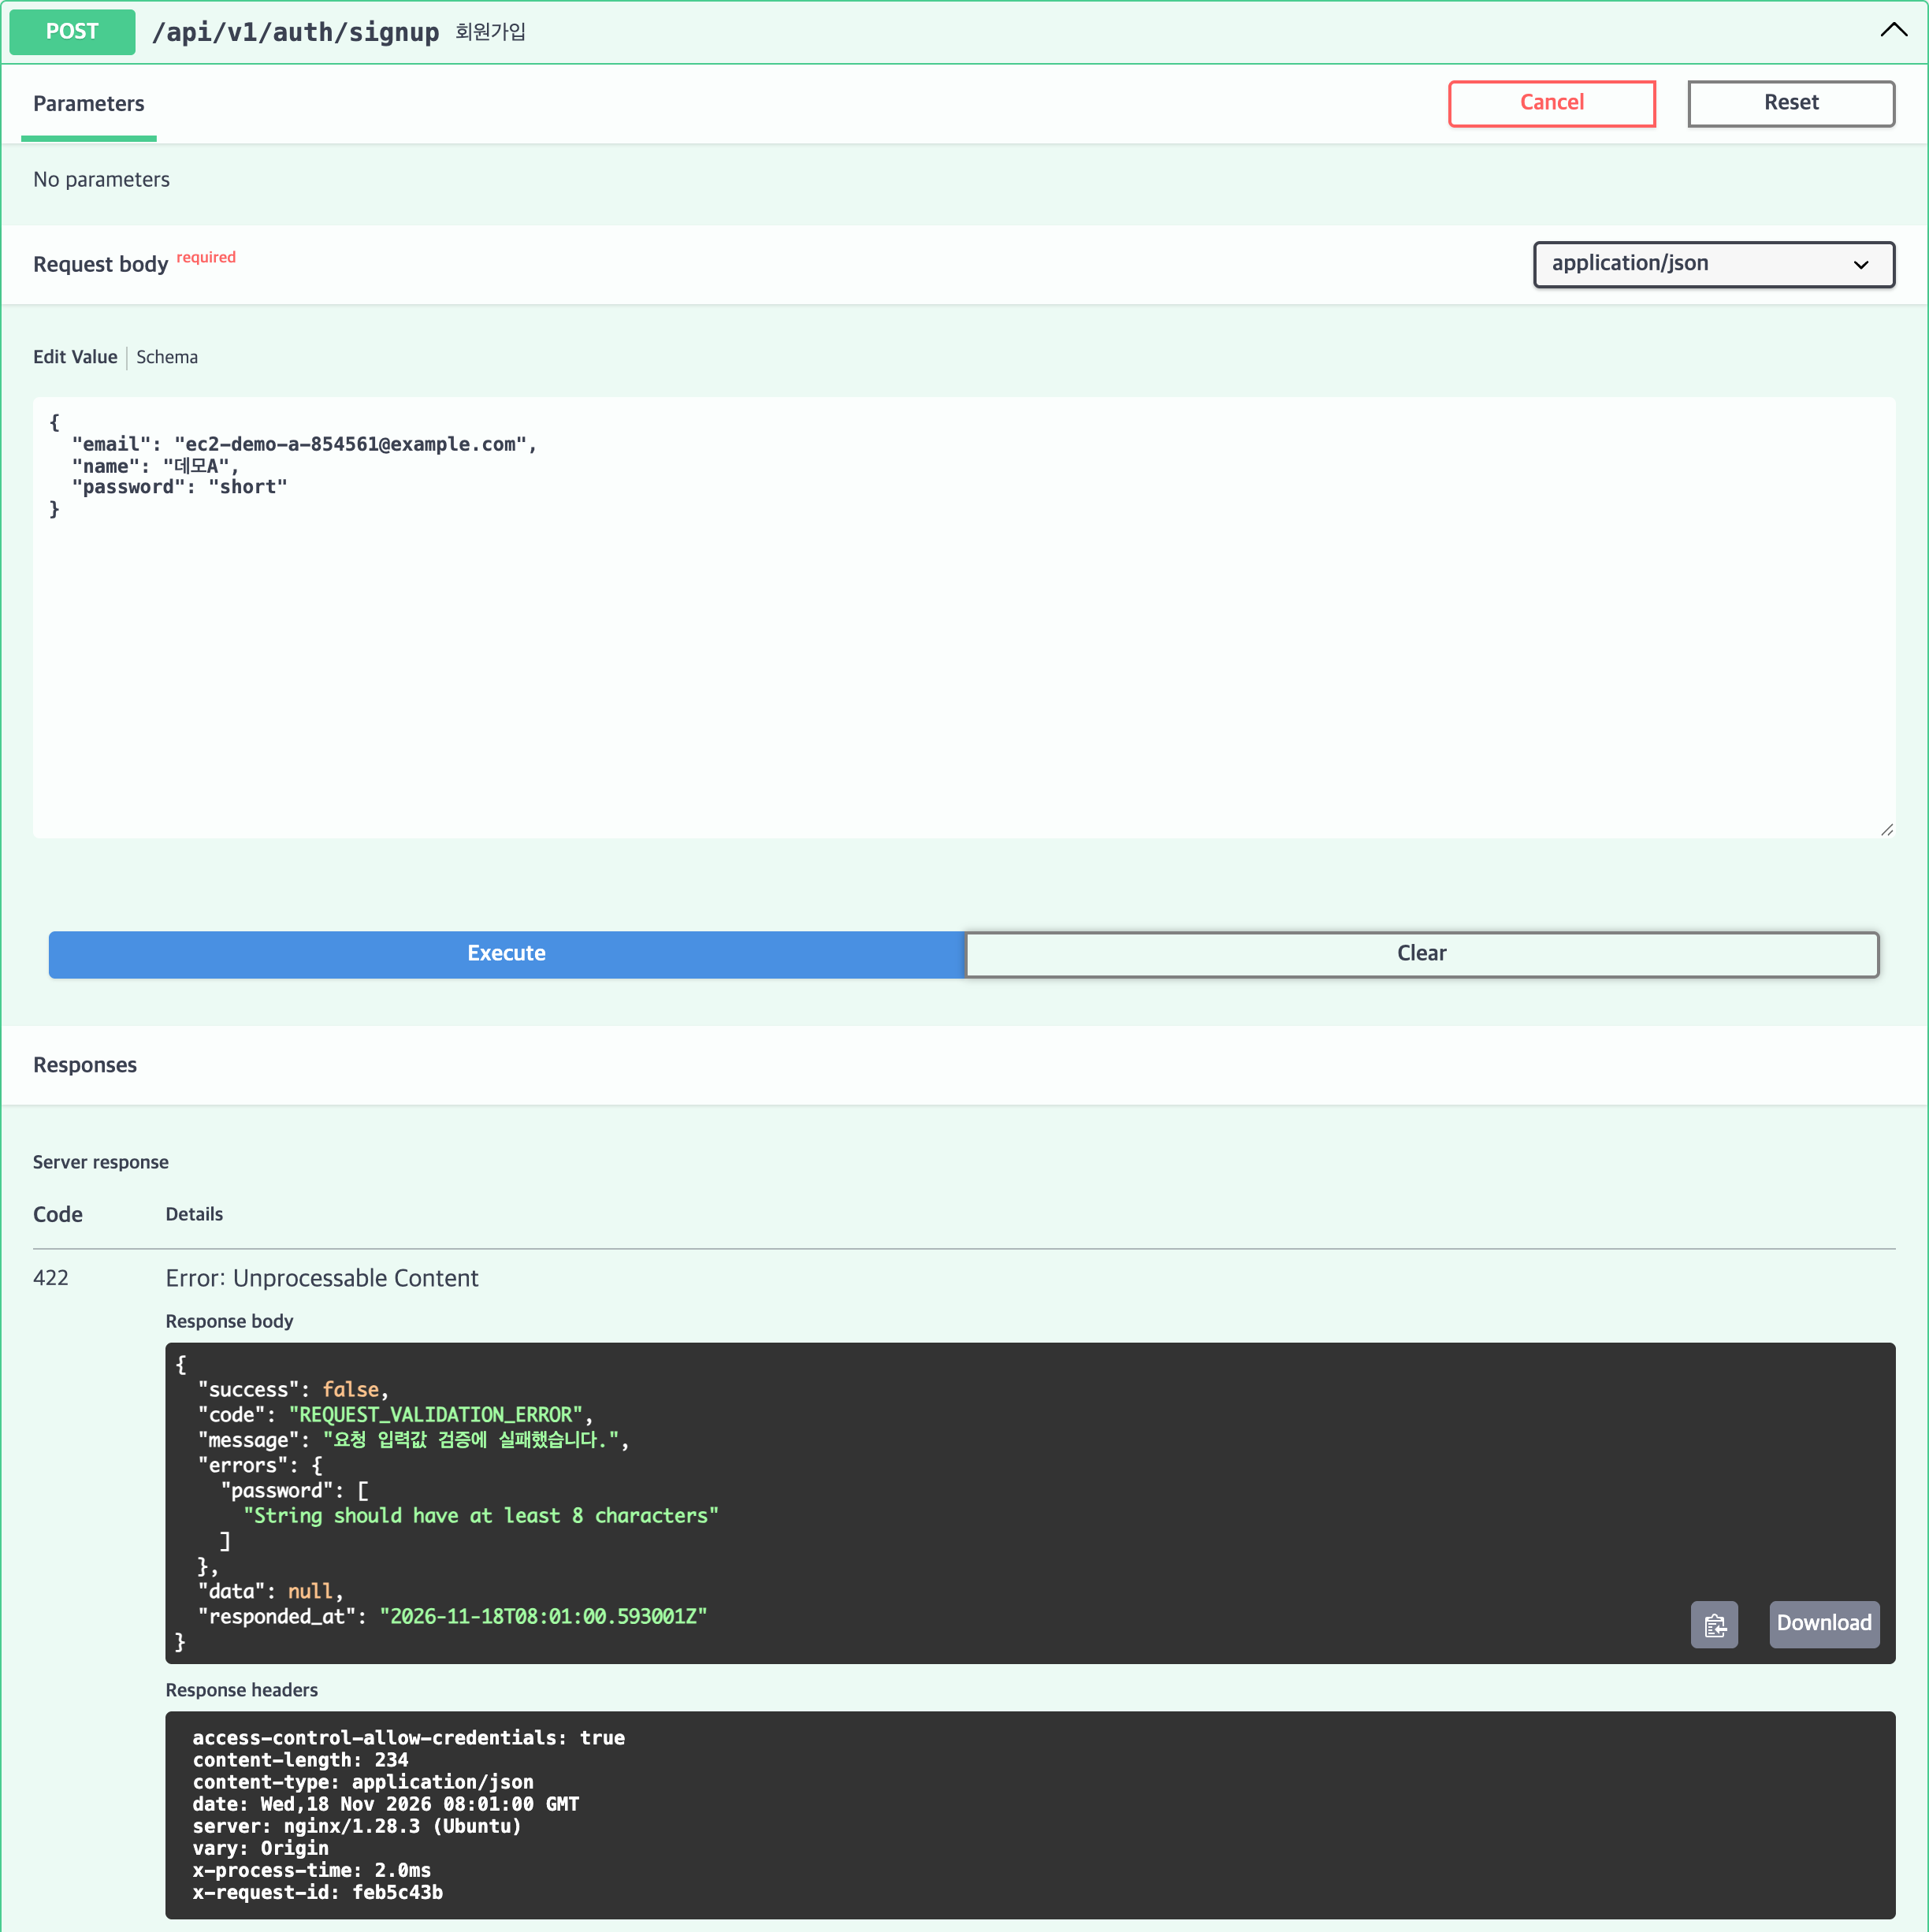 POST /api/v1/auth/signup 회원가입
Parameters
Cancel
Reset
No parameters
Request body required
application/json
Edit Value | Schema
{
  "email": "ec2-demo-a-854561@example.com",
  "name": "데모A",
  "password": "short"
}
Execute
Clear
Responses
Server response
Code Details
422 Error: Unprocessable Content
Response body
{
  "success": false,
  "code": "REQUEST_VALIDATION_ERROR",
  "message": "요청 입력값 검증에 실패했습니다.",
  "errors": {
    "password": [
      "String should have at least 8 characters"
    ]
  },
  "data": null,
  "responded_at": "2026-11-18T08:01:00.593001Z"
}
Download
Response headers
access-control-allow-credentials: true
content-length: 234
content-type: application/json
date: Wed,18 Nov 2026 08:01:00 GMT
server: nginx/1.28.3 (Ubuntu)
vary: Origin
x-process-time: 2.0ms
x-request-id: feb5c43b